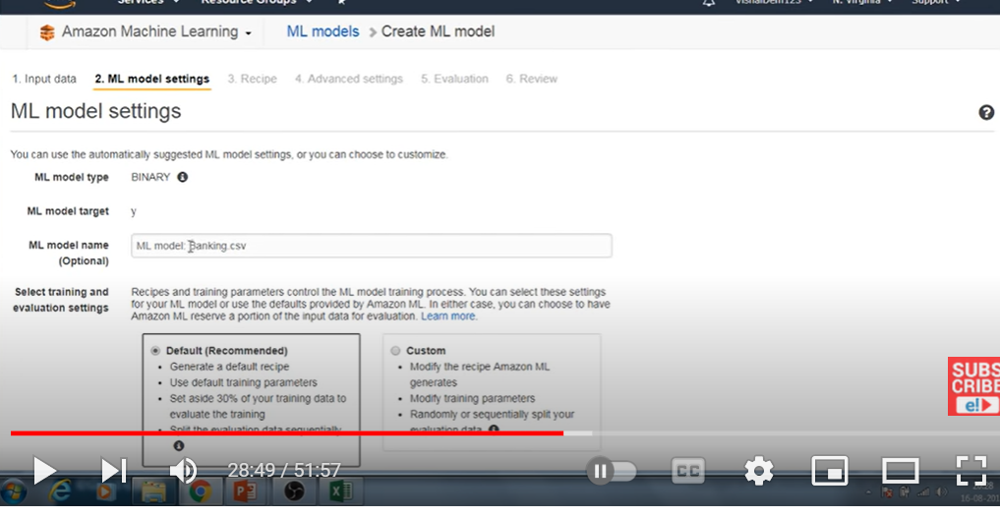 Services Resource Groups vishalDem123 N. Virginia Support
Amazon Machine Learning ML models > Create ML model
1. Input data 2. ML model settings 3. Recipe 4. Advanced settings 5. Evaluation 6. Review
ML model settings
You can use the automatically suggested ML model settings, or you can choose to customize.
ML model type BINARY
ML model target y
ML model name ML model: Banking.csv
(Optional)
Select training and evaluation settings
Recipes and training parameters control the ML model training process. You can select these settings
for your ML model or use the defaults provided by Amazon ML. In either case, you can choose to have
Amazon ML reserve a portion of the input data for evaluation. Learn more.
Default (Recommended)
• Generate a default recipe
• Use default training parameters
• Set aside 30% of your training data to
evaluate the training
• Split the evaluation data sequentially
Custom
• Modify the recipe Amazon ML
generates
• Modify training parameters
• Randomly or sequentially split your
evaluation data
SUBS
CRIBE
e!
28:49 / 51:57
CC